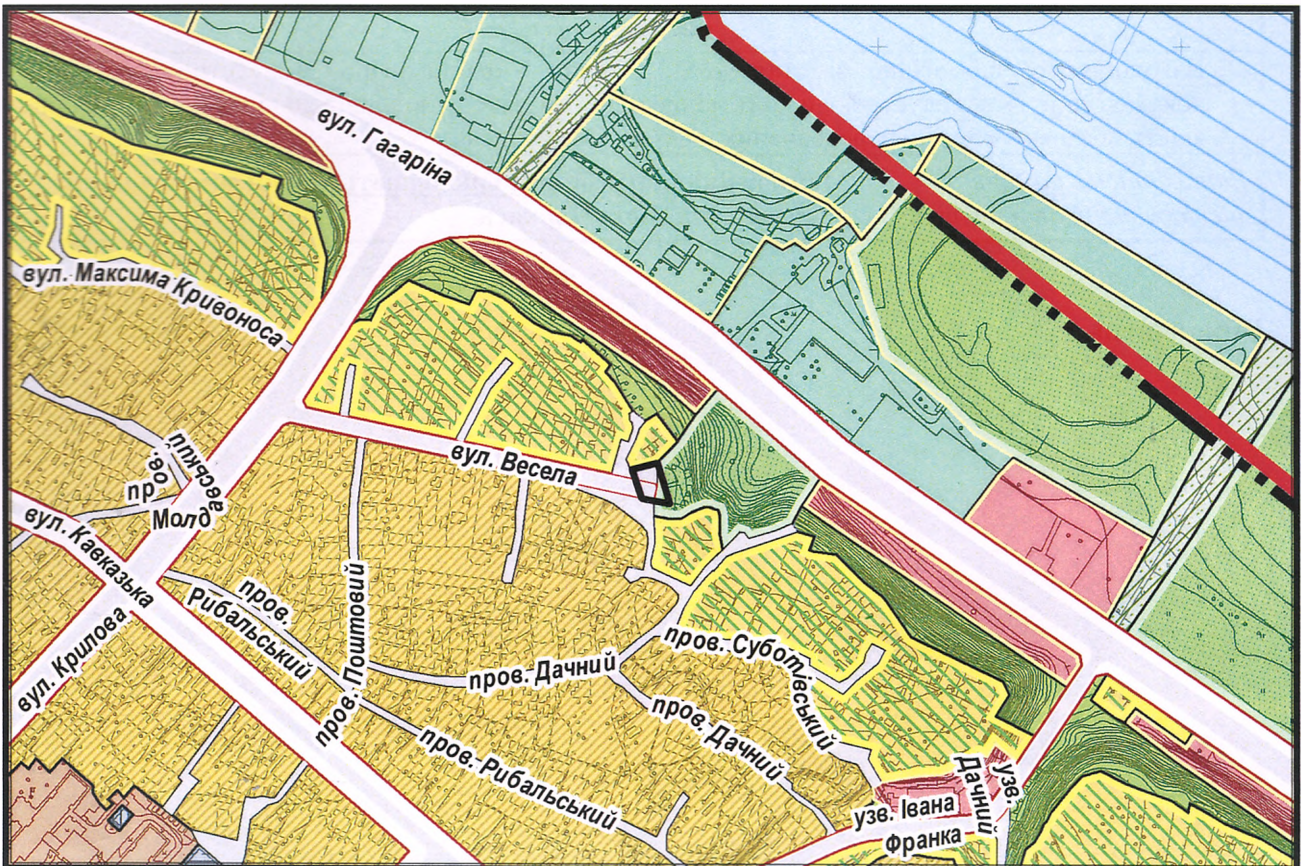 вул. Гагаріна
вул. Максима Кривоноса
вул. Весела
пров.
Молдавський
вул. Кавказька
вул. Крилова
пров.
Рибальський
пров. Поштовий
пров. Дачний
пров. Суботівський
пров. Дачний
пров. Рибальський
узв. Івана
Франка
узв.
Дачний